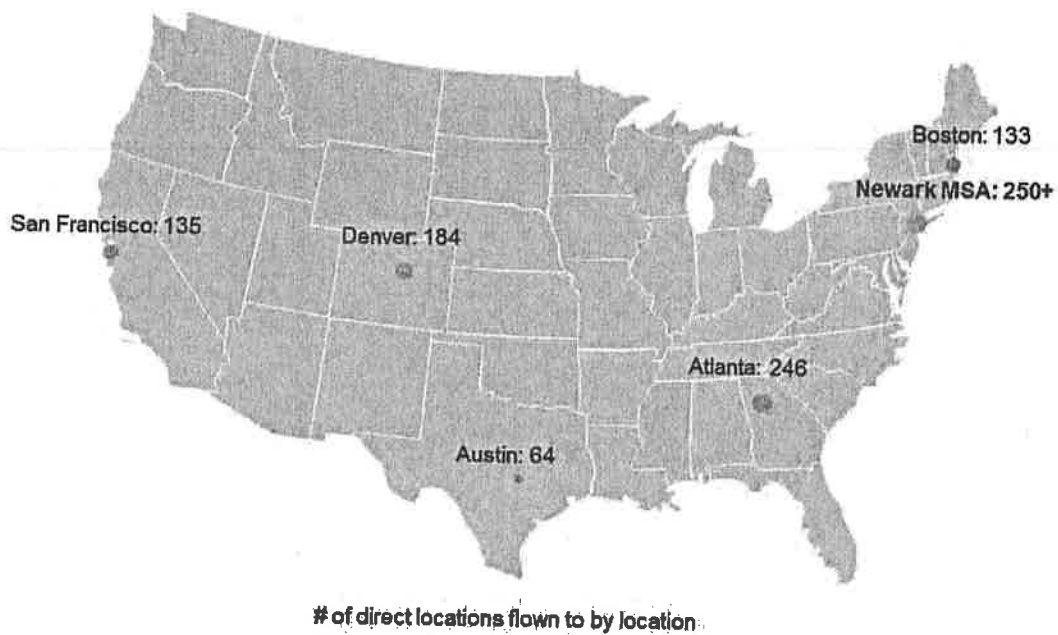 Boston: 133
Newark MSA: 250+
San Francisco: 135
Denver: 184
Atlanta: 246
Austin: 64
# of direct locations flown to by location